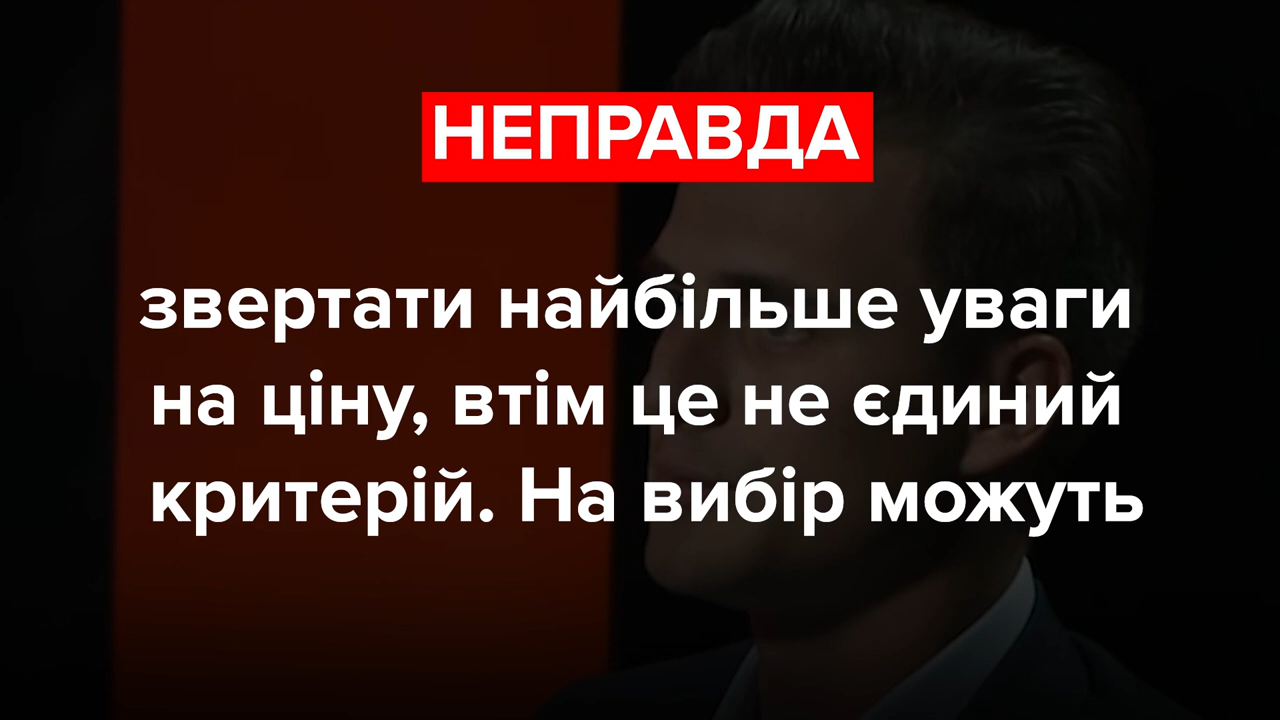 НЕПРАВДА
звертати найбільше уваги
на ціну, втім це не єдиний
критерій. На вибір можуть